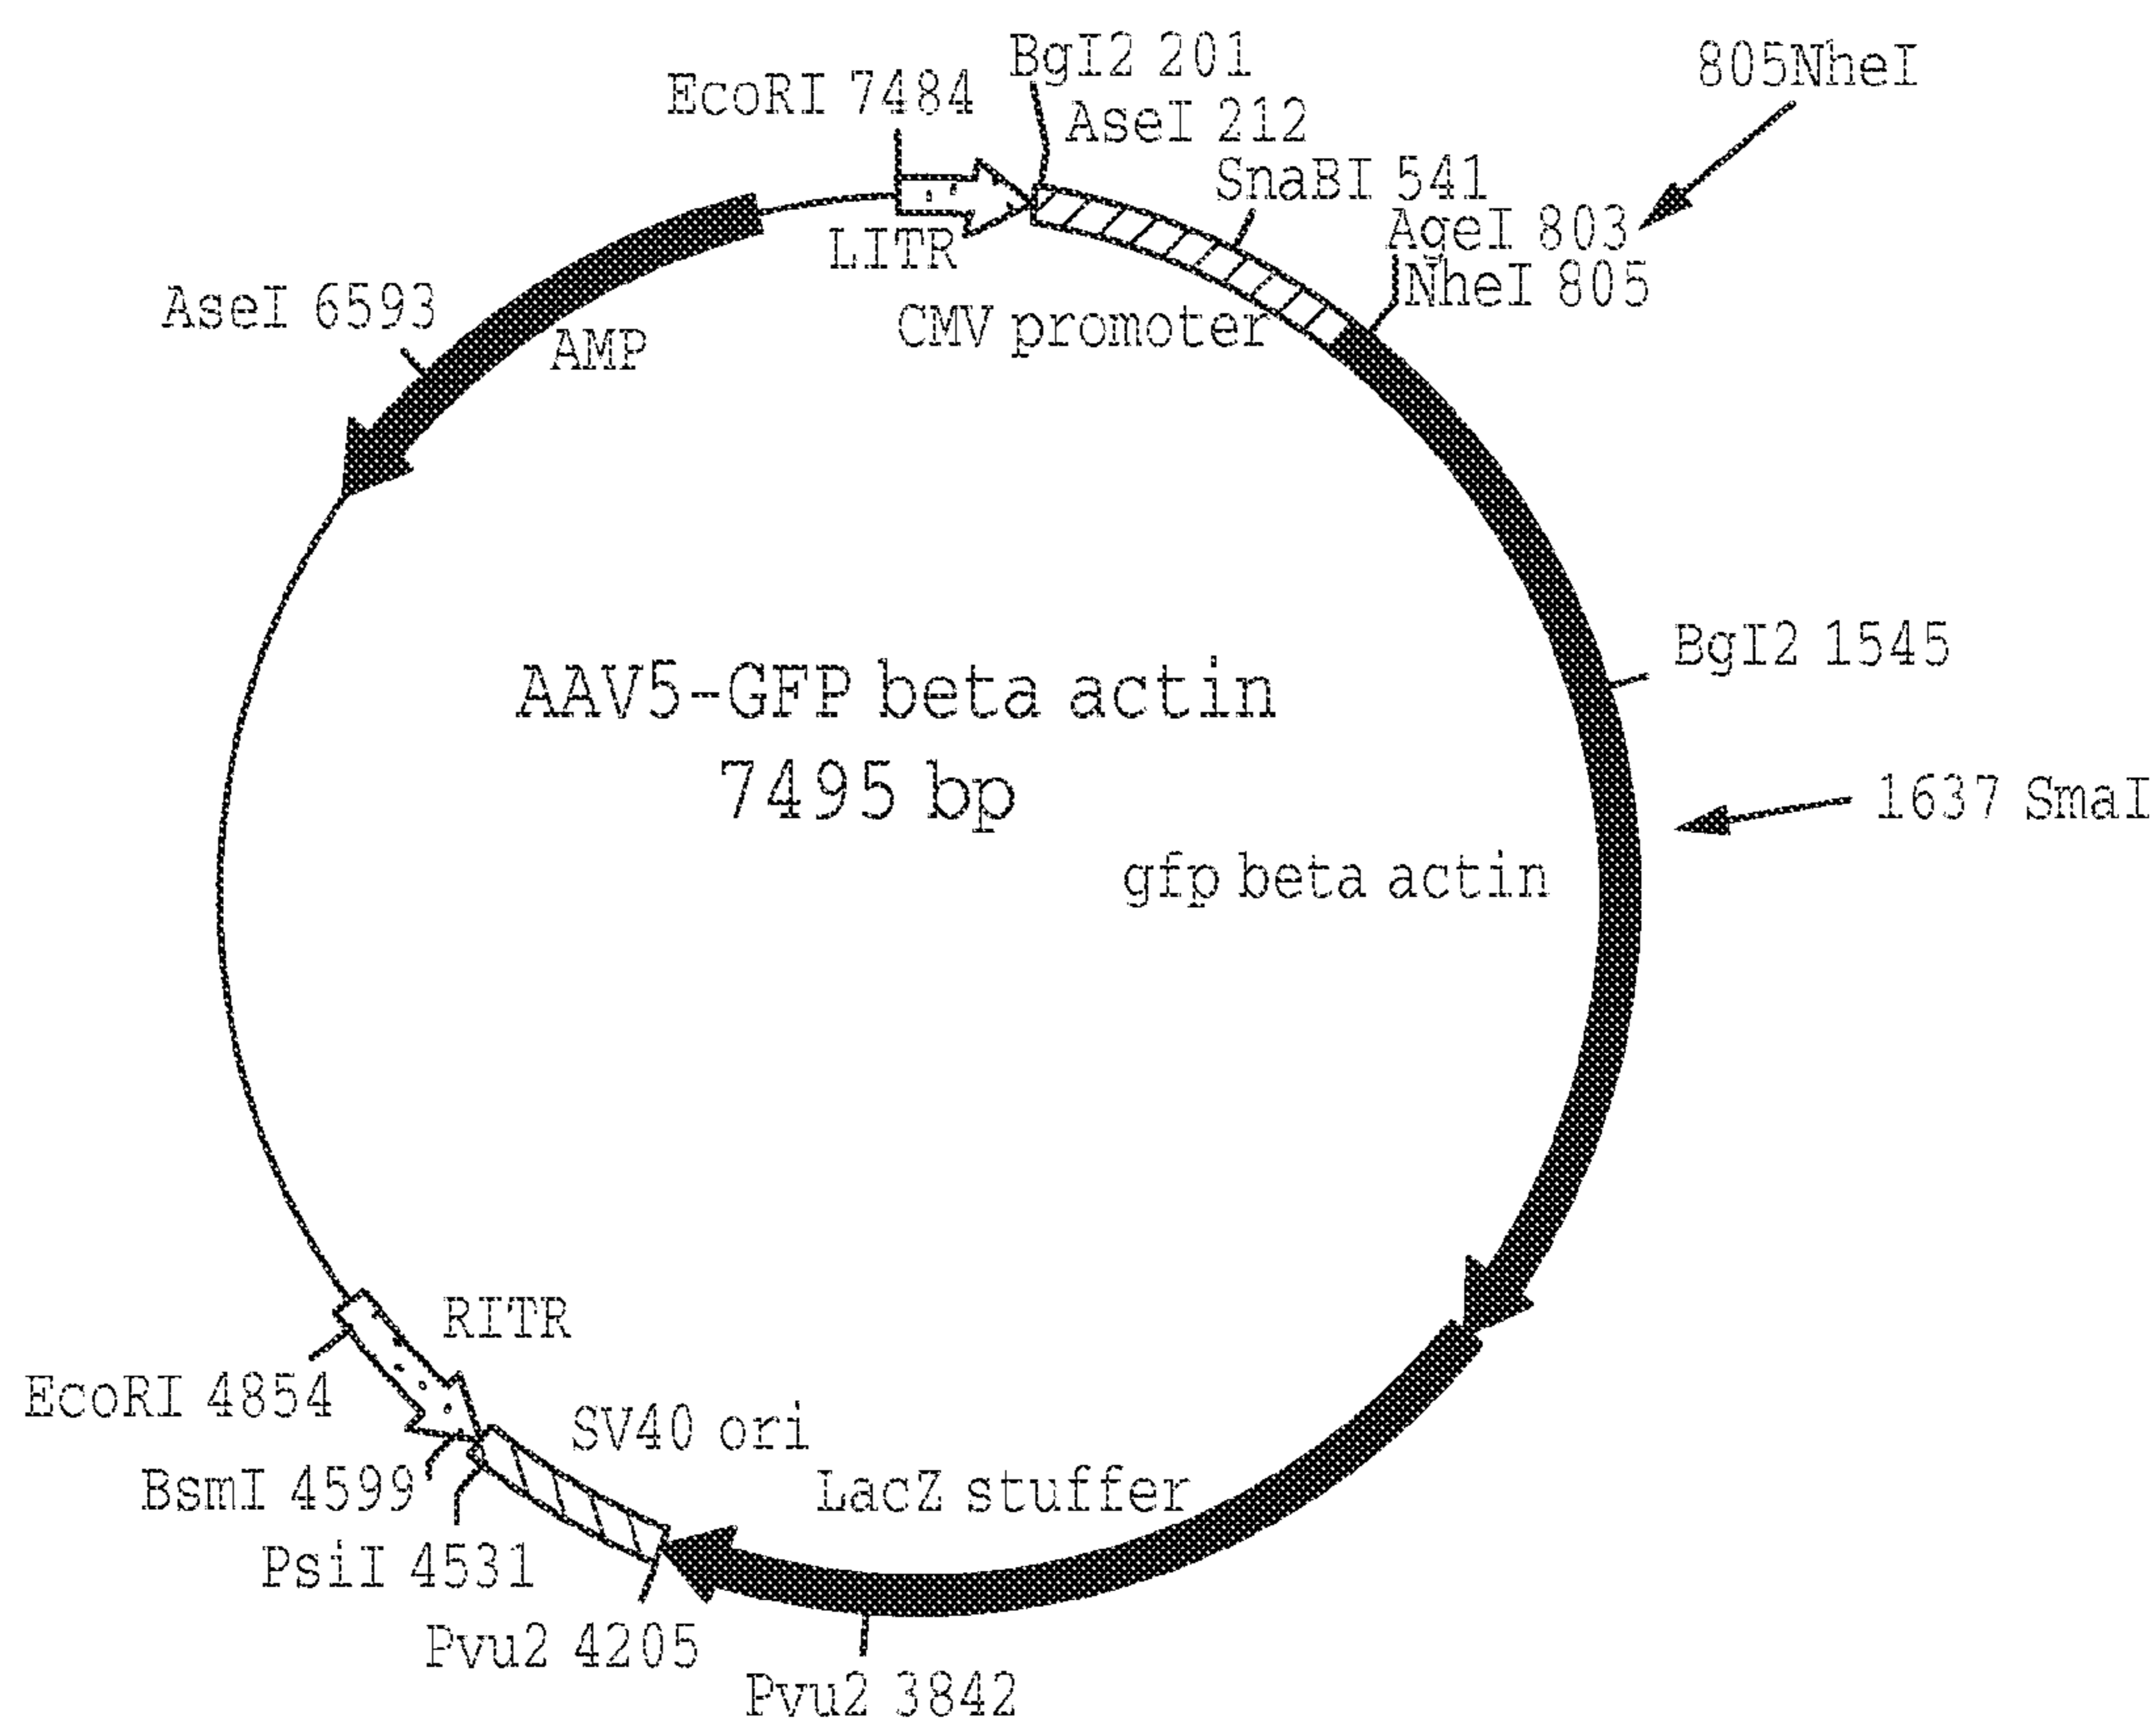 BgI2 201
805NheI
EcoRI 7484
AseI 212
SnaBI 541
AgeI 803
LITR
NheI 805
AseI 6593
CMV promoter
AMP
BgI2 1545
AAV5-GFP beta actin
7495 bp
1637 SmaI
gfp beta actin
RITR
EcoRI 4854
SV40 ori
BsmI 4599
LacZ stuffer
PsiI 4531
Pvu2 4205
Pvu2 3842